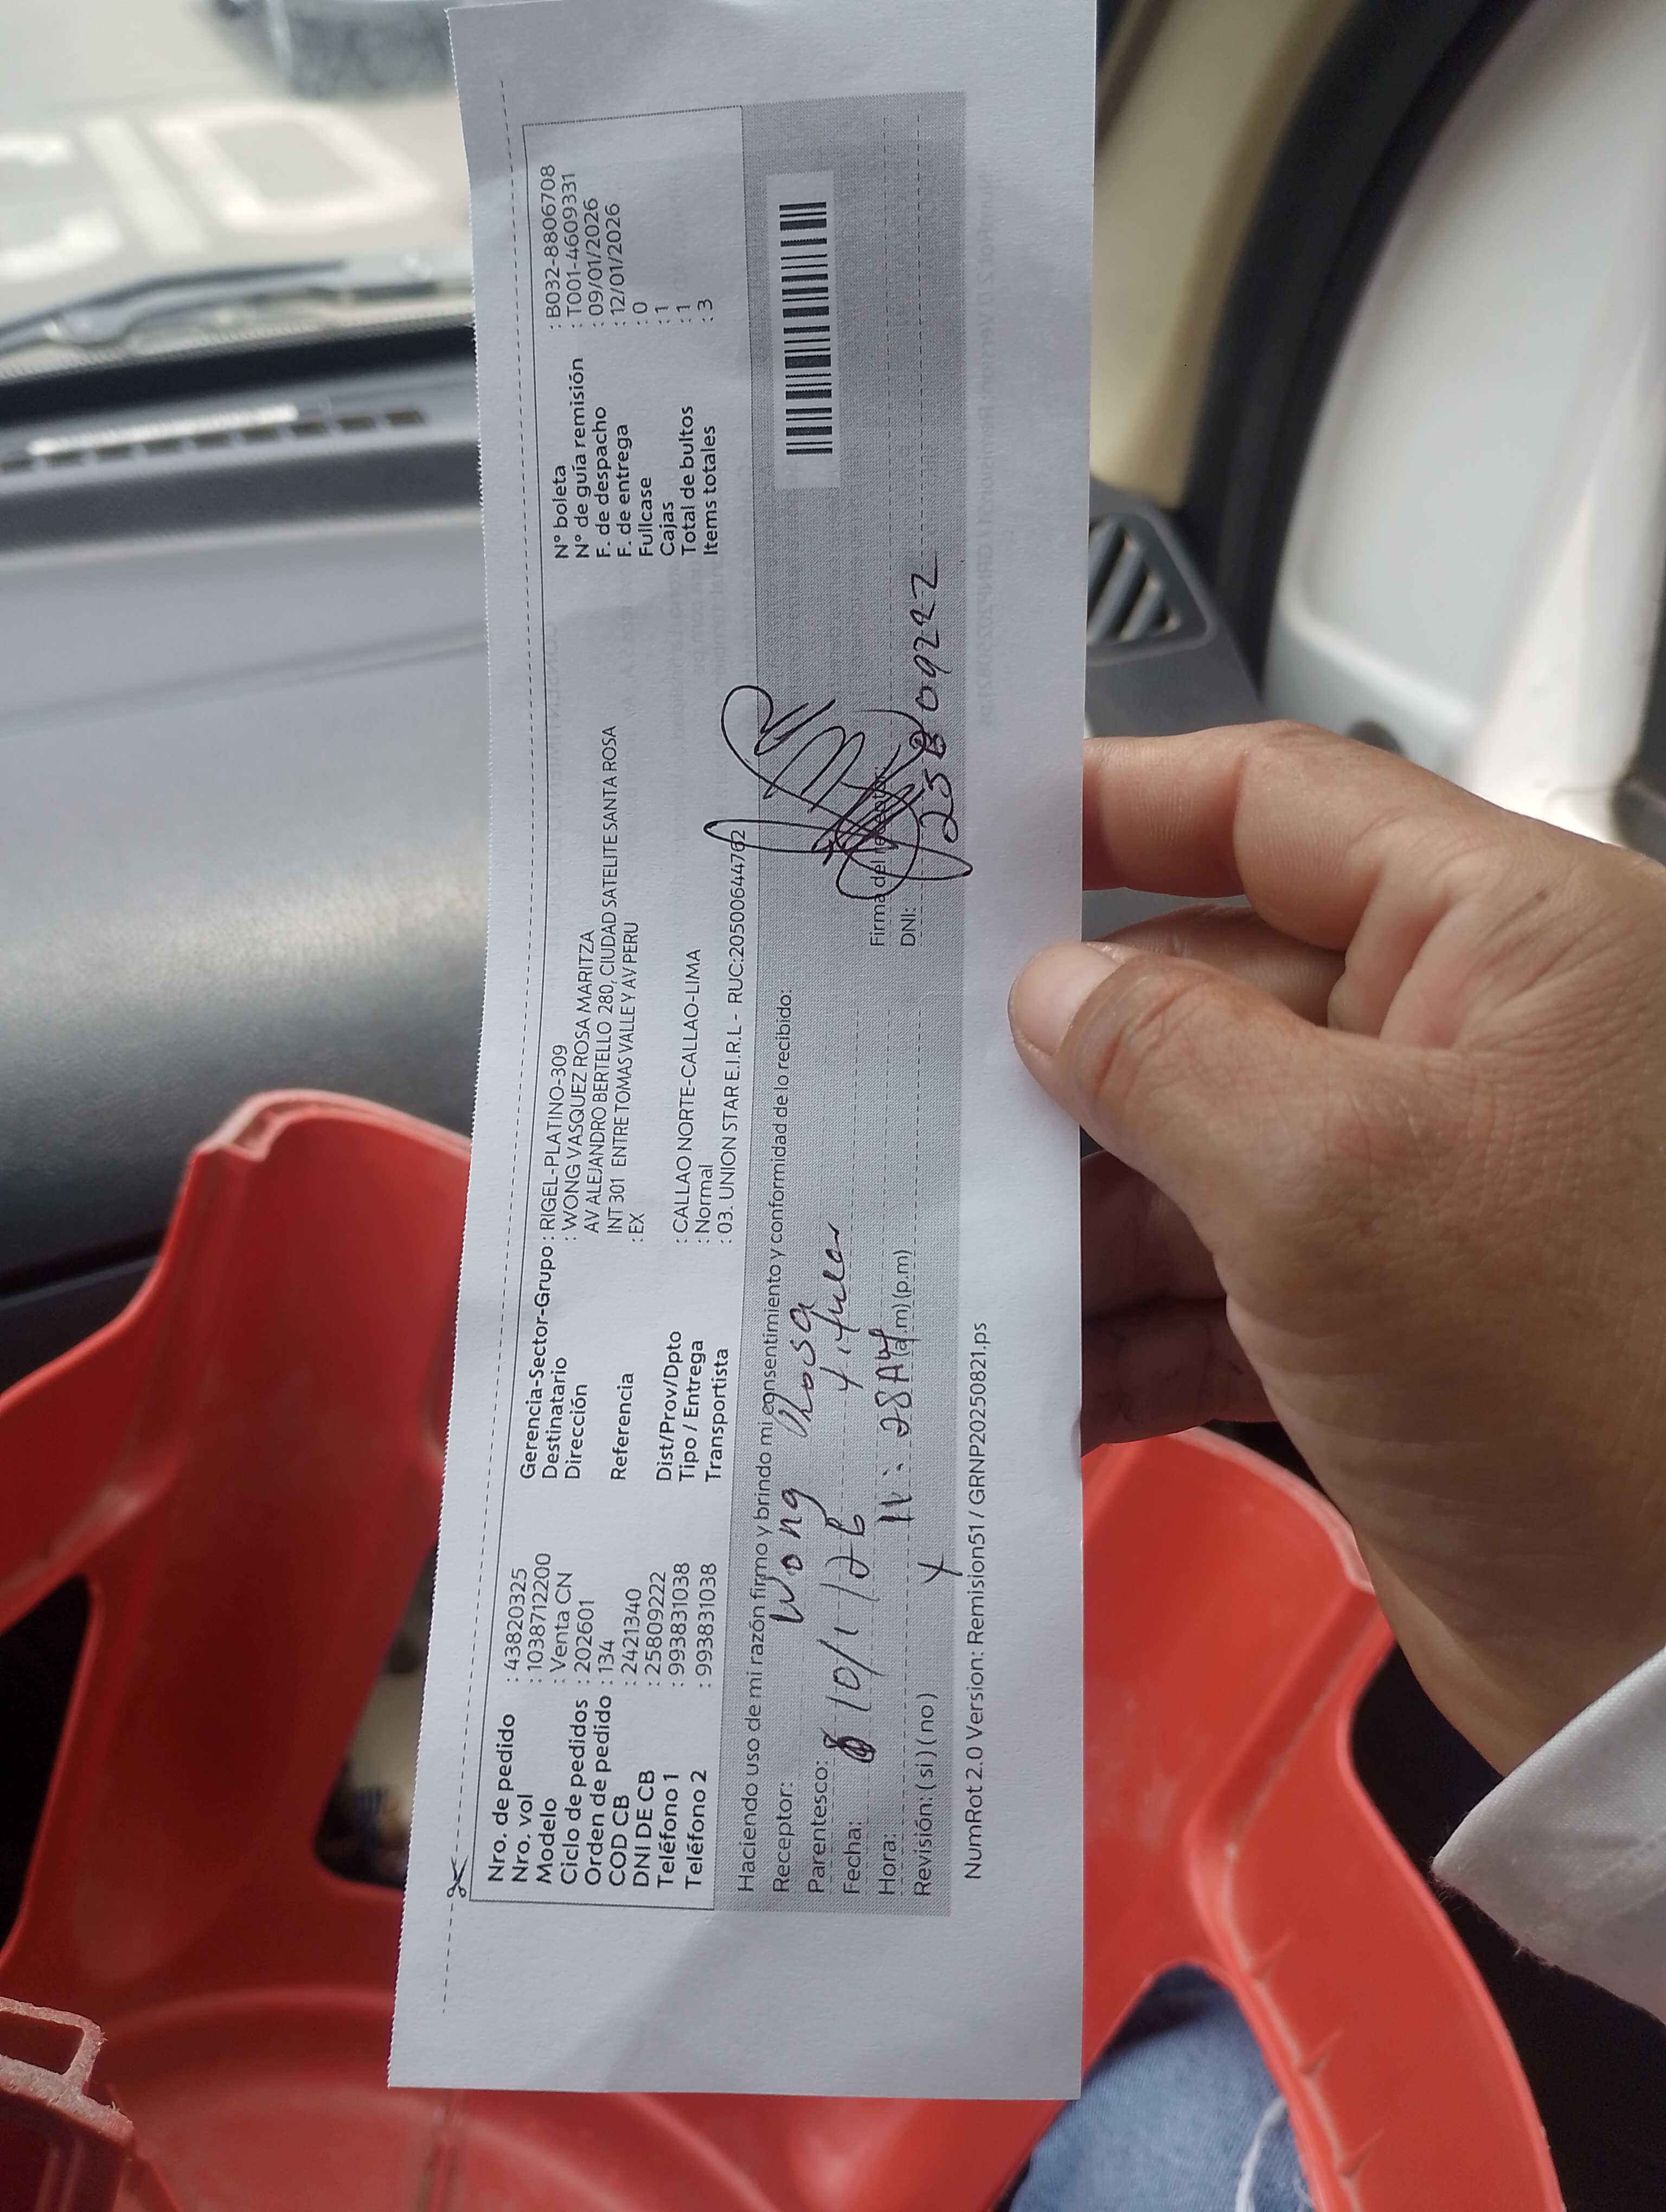 Nro. de pedido : 43820325
Nro. vol : 1038712200
Modelo : Venta CN
Ciclo de pedidos : 202601
Orden de pedido : 134
COD CB : 2421340
DNI DE CB : 25809222
Teléfono 1 : 993831038
Teléfono 2 : 993831038
Gerencia-Sector-Grupo : RIGEL-PLATINO-309
Destinatario : WONG VASQUEZ ROSA MARITZA
Dirección AV ALEJANDRO BERTELLO 280, CIUDAD SATELITE SANTA ROSA
INT 301 ENTRE TOMAS VALLE Y AV PERU
Referencia : EX
Dist/Prov/Dpto : CALLAO NORTE-CALLAO-LIMA
Tipo / Entrega : Normal
Transportista : 03. UNION STAR E.I.R.L - RUC:20500644762
N° boleta : B032-8806708
N° de guía remisión : T001-4609331
F. de despacho : 09/01/2026
F. de entrega : 12/01/2026
Fullcase : 0
Cajas : 1
Total de bultos : 1
Items totales : 3
Haciendo uso de mi razón firmo y brindo mi consentimiento y conformidad de lo recibido:
Receptor: Wong Rosa
Parentesco:
Fecha: 10/1/26
Hora: 11:28AM (a.m) (p.m)
Revisión: (si) (no) X
Firma del receptor:
DNI: 25809222
NumRot 2.0 Version: Remision51 / GRNP20250821.ps